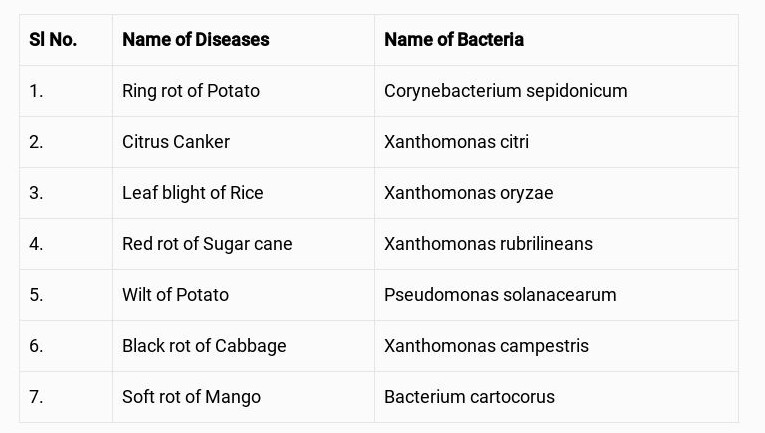 Sl No. Name of Diseases Name of Bacteria
1. Ring rot of Potato Corynebacterium sepidonicum
2. Citrus Canker Xanthomonas citri
3. Leaf blight of Rice Xanthomonas oryzae
4. Red rot of Sugar cane Xanthomonas rubrilineans
5. Wilt of Potato Pseudomonas solanacearum
6. Black rot of Cabbage Xanthomonas campestris
7. Soft rot of Mango Bacterium cartocorus